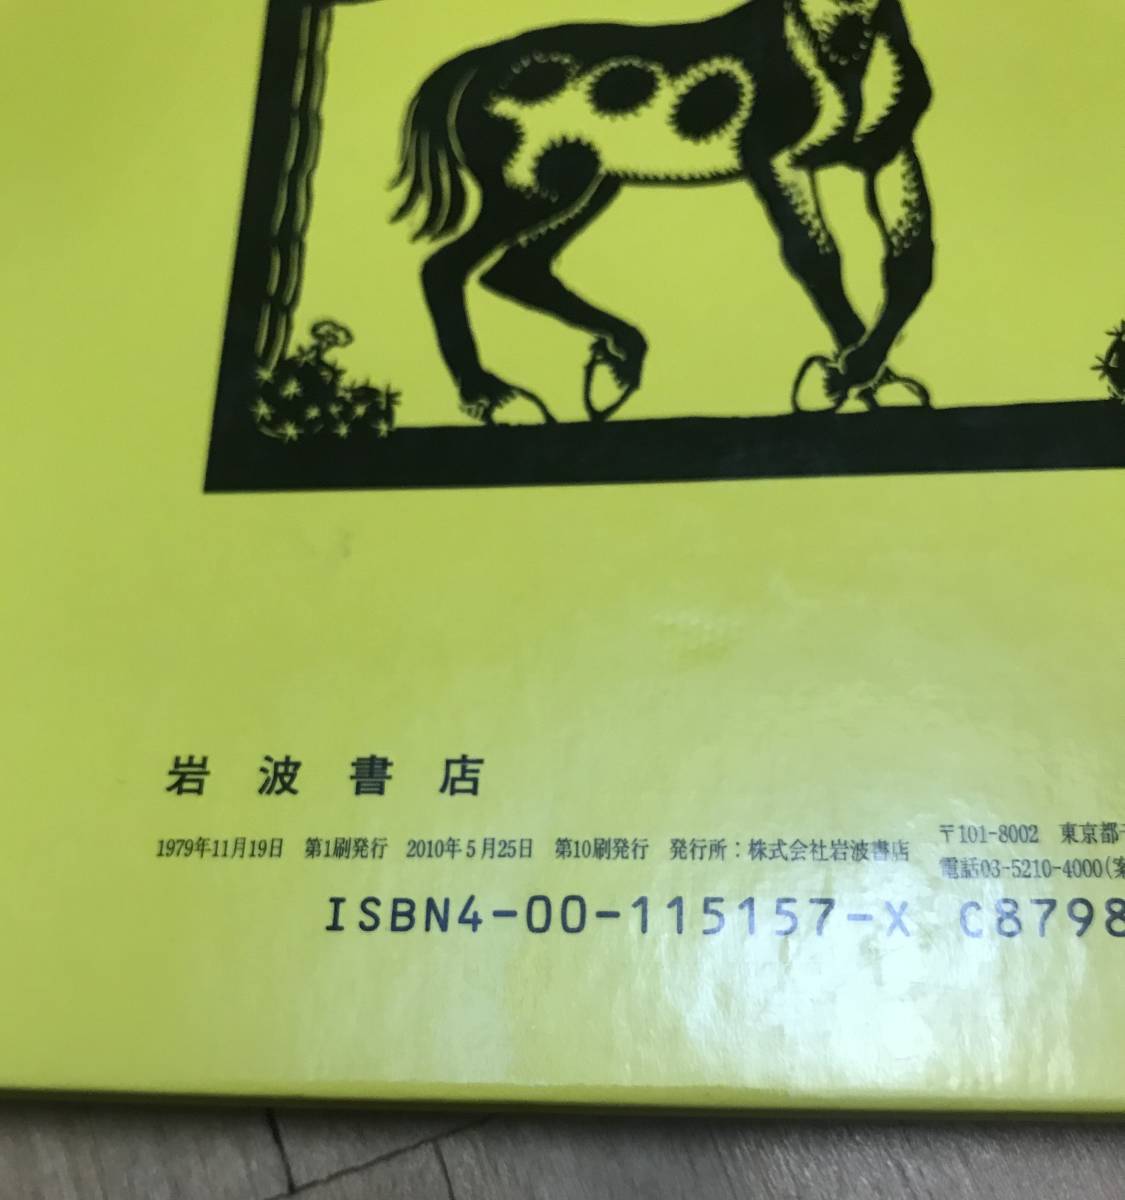 岩波書店
1979年11月19日 第1刷発行 2010年5月25日 第10刷発行 発行所：株式会社岩波書店
〒101-8002 東京都
電話03-5210-4000(案
ISBN4-00-115157-X C8798